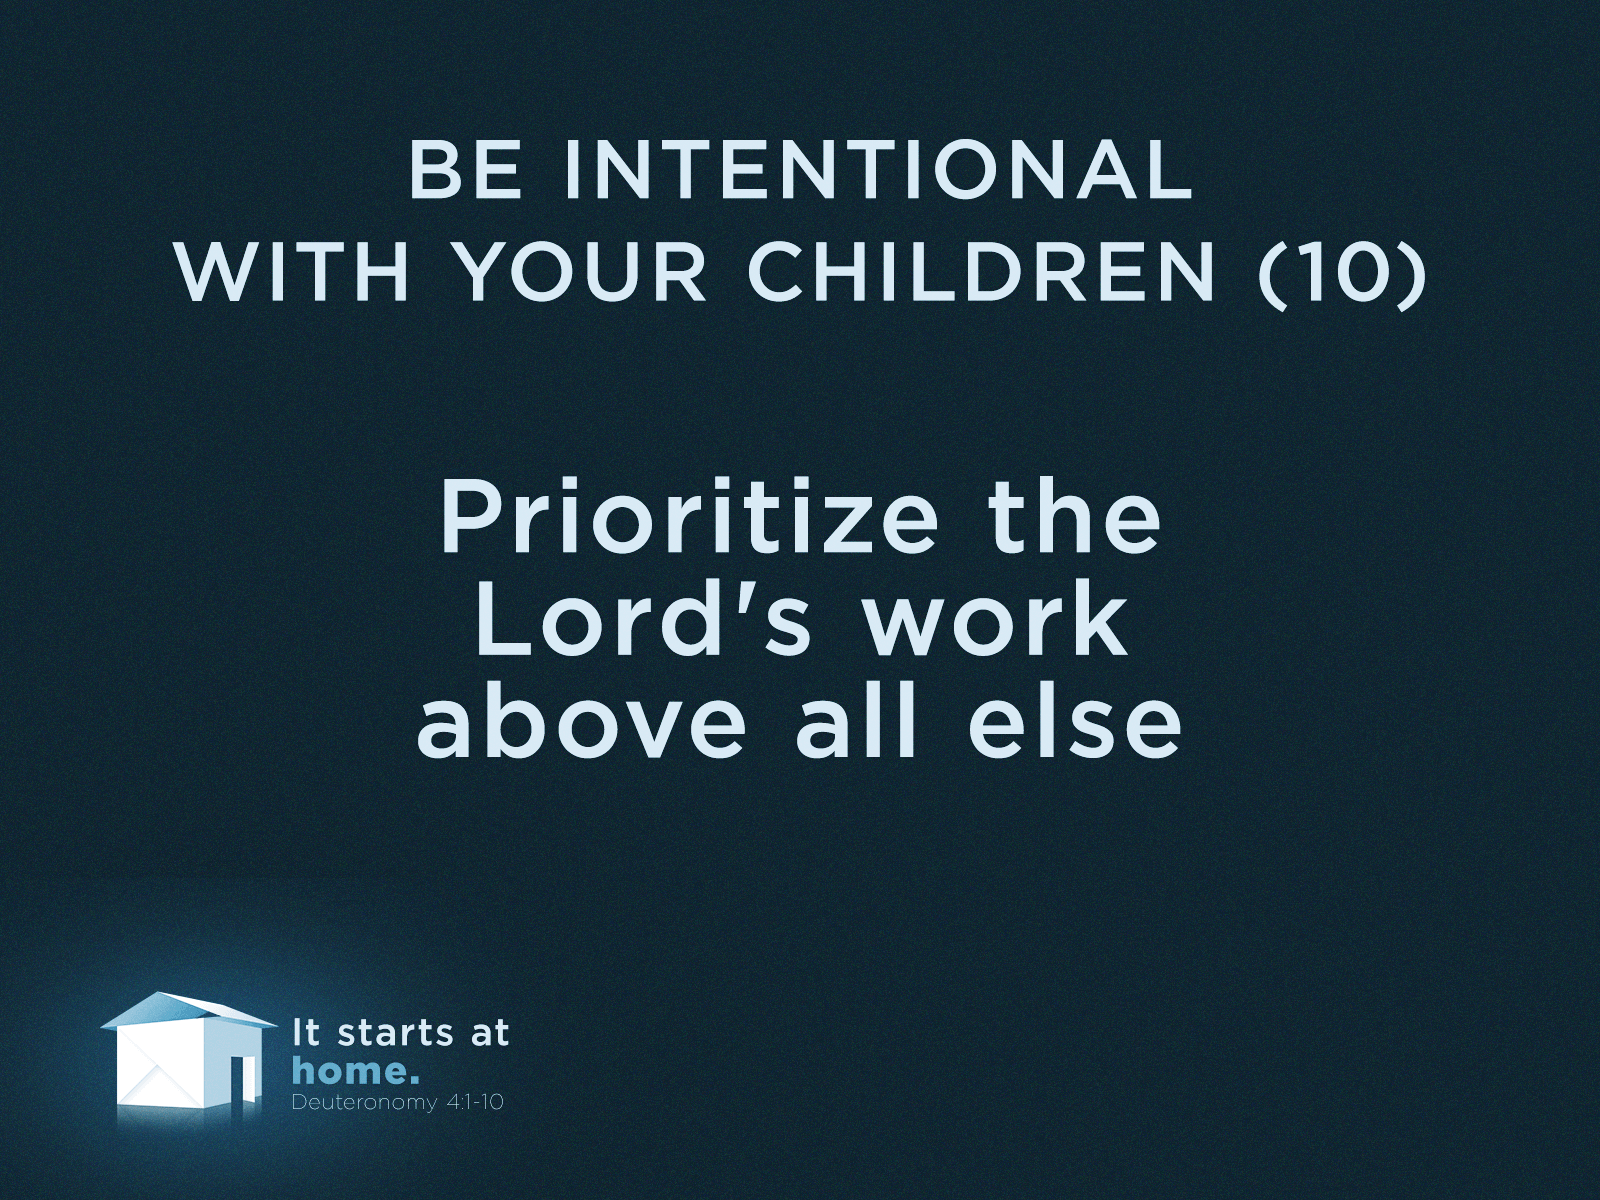 BE INTENTIONAL
WITH YOUR CHILDREN (10)
Prioritize the
Lord's work
above all else
It starts at
home.
Deuteronomy 4:1-10